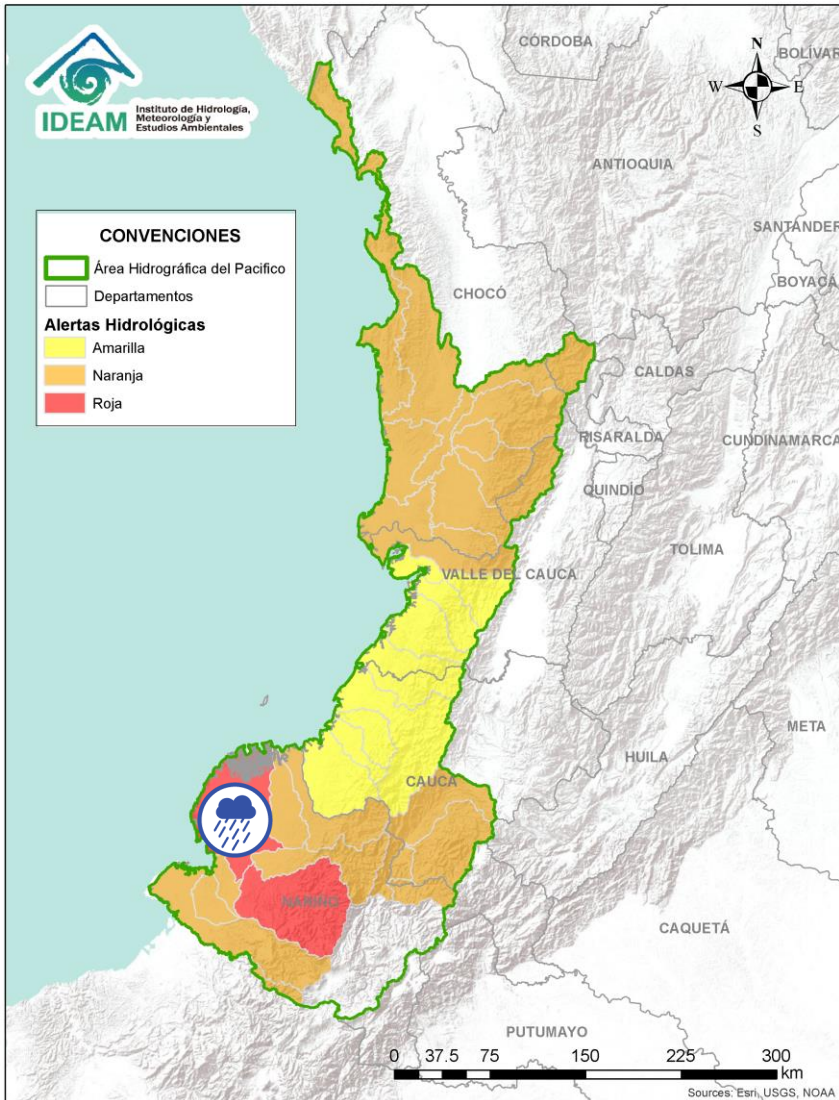 CÓRDOBA
BOLÍVAR
N
W
E
S
IDEAM
Instituto de Hidrología,
Meteorología y
Estudios Ambientales
ANTIOQUIA
SANTANDER
BOYACÁ
CONVENCIONES
Área Hidrográfica del Pacifico
Departamentos
Alertas Hidrológicas
Amarilla
Naranja
Roja
CHOCÓ
CALDAS
RISARALDA
CUNDINAMARCA
QUINDÍO
TOLIMA
VALLE DEL CAUCA
META
HUILA
CAUCA
NARIÑO
CAQUETÁ
PUTUMAYO
0 37.5 75 150 225 300
km
Sources: Esri, USGS, NOAA